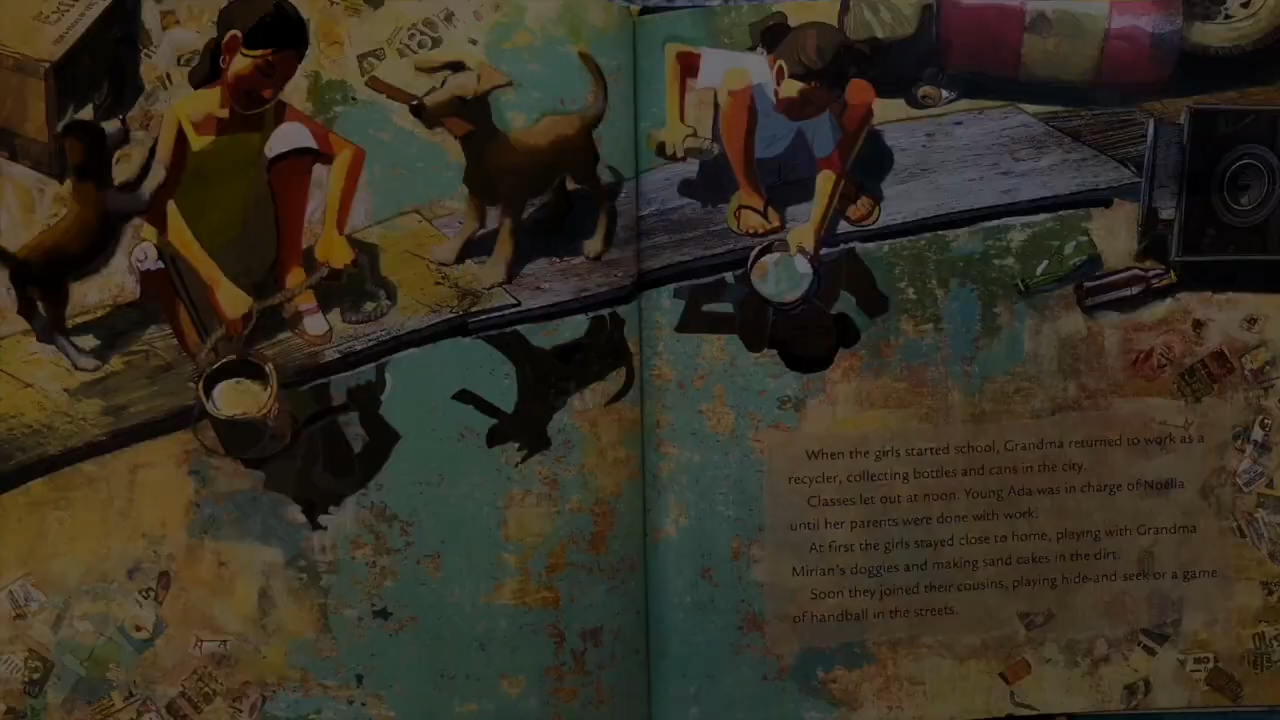 When the girls started school, Grandma returned to work as a
recycler, collecting bottles and cans in the city.
Classes let out at noon. Young Ada was in charge of Noelia
until her parents were done with work.
At first the girls stayed close to home, playing with Grandma
Mirian's doggies and making sand cakes in the dirt.
Soon they joined their cousins, playing hide-and-seek or a game
of handball in the streets.